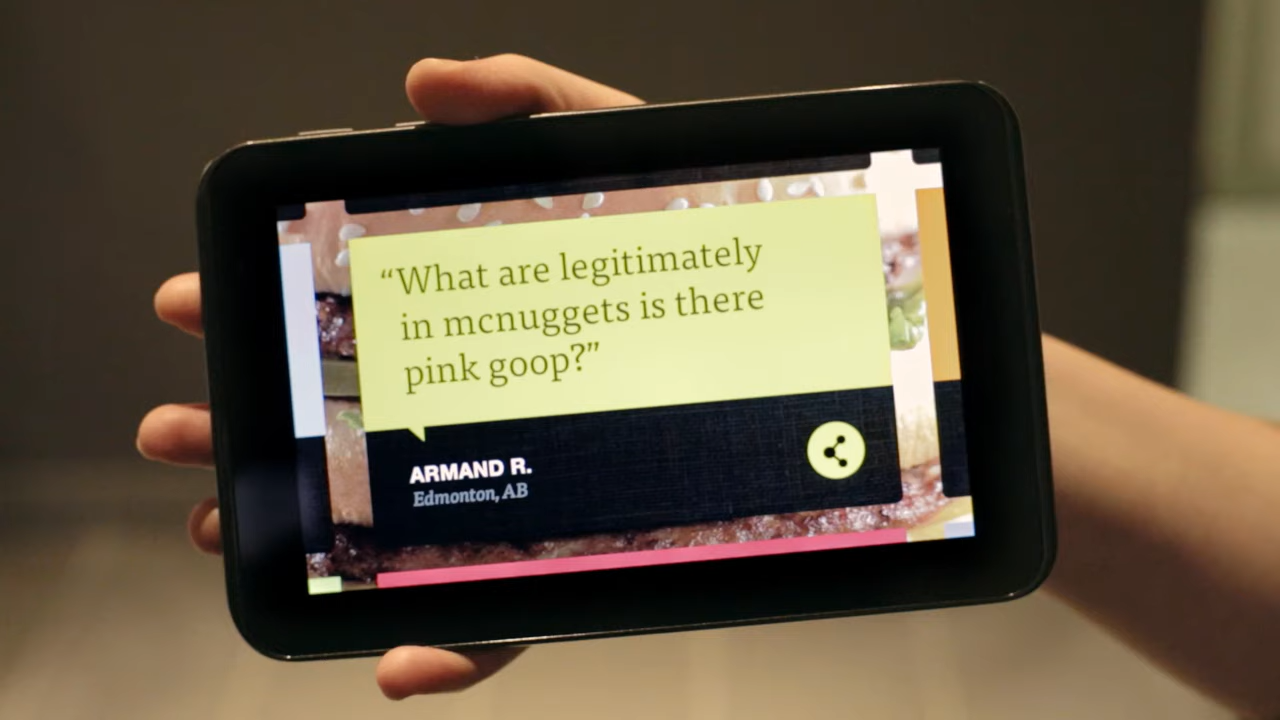 “What are legitimately
in mcnuggets is there
pink goop?”
ARMAND R.
Edmonton, AB